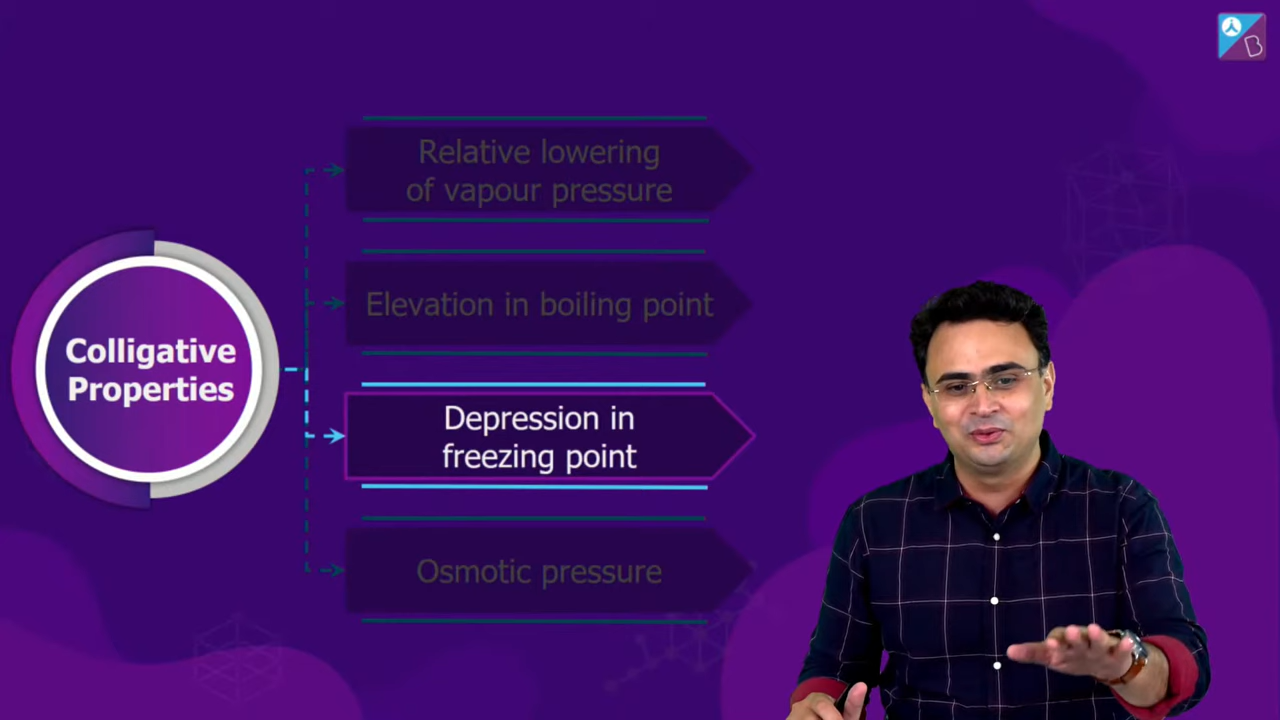 Relative lowering
of vapour pressure
Elevation in boiling point
Colligative
Properties
Depression in
freezing point
Osmotic pressure
B